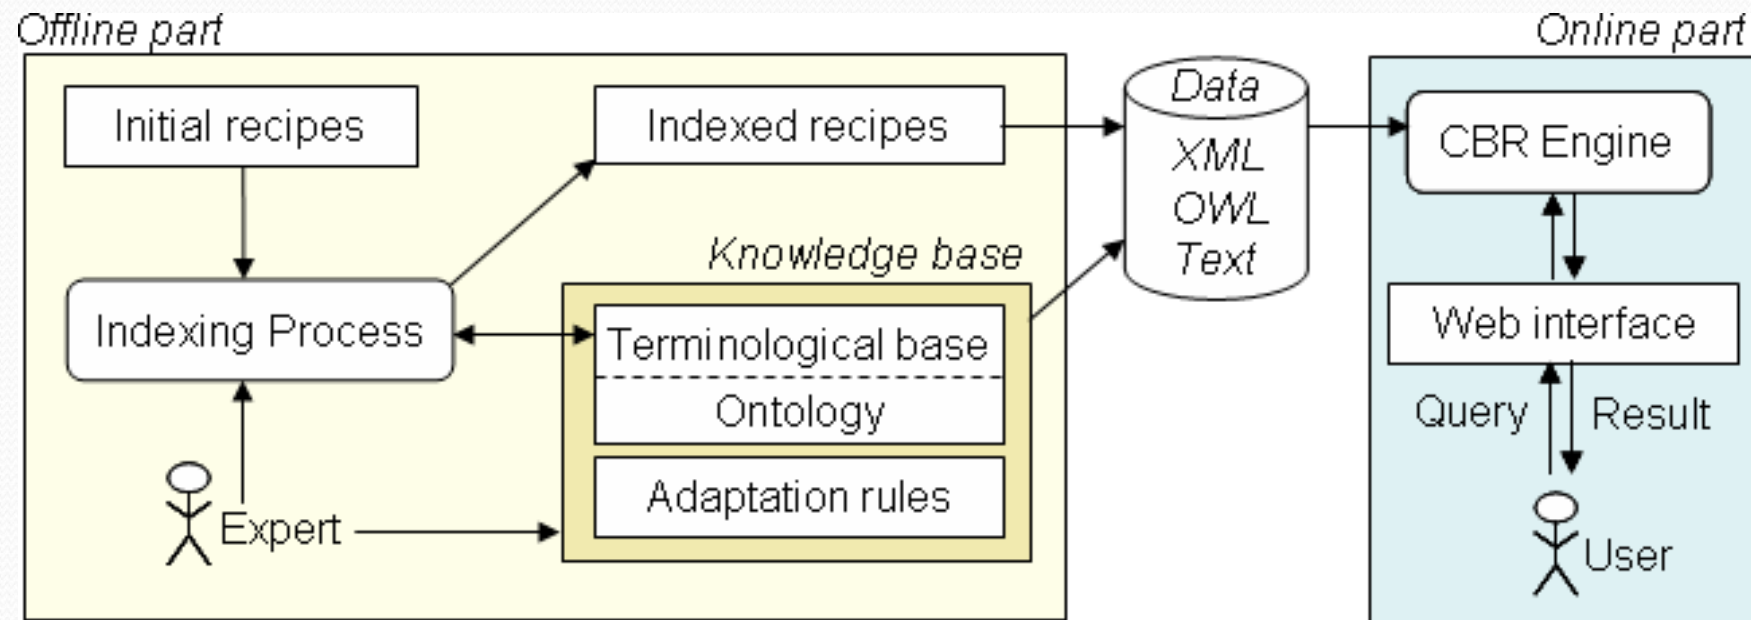 Offline part
Online part
Initial recipes
Indexed recipes
Data
XML
OWL
Text
CBR Engine
Knowledge base
Indexing Process
Terminological base
Ontology
Adaptation rules
Expert
Web interface
Query
Result
User